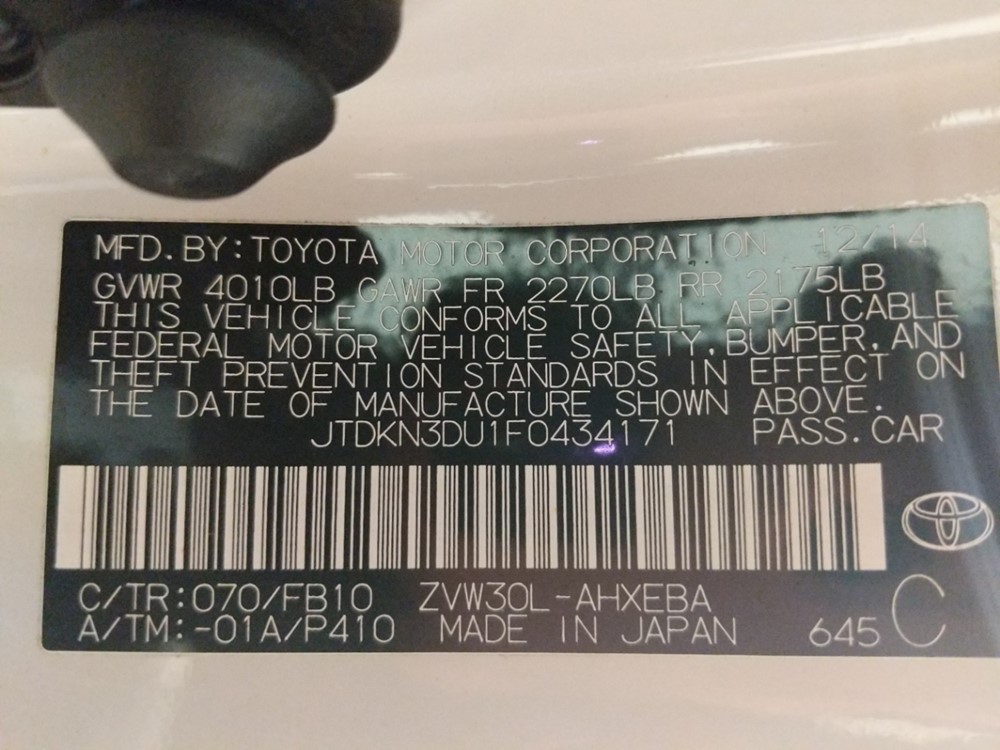 MFD.BY:TOYOTA MOTOR CORPORATION 12/14
GVWR 4010LB GAWR FR 2270LB RR 2175LB
THIS VEHICLE CONFORMS TO ALL APPLICABLE
FEDERAL MOTOR VEHICLE SAFETY,BUMPER,AND
THEFT PREVENTION STANDARDS IN EFFECT ON
THE DATE OF MANUFACTURE SHOWN ABOVE.
JTDKN3DU1F0434171 PASS.CAR
C/TR:070/FB10 ZVW30L-AHXEBA
A/TM:-01A/P410 MADE IN JAPAN 645 C